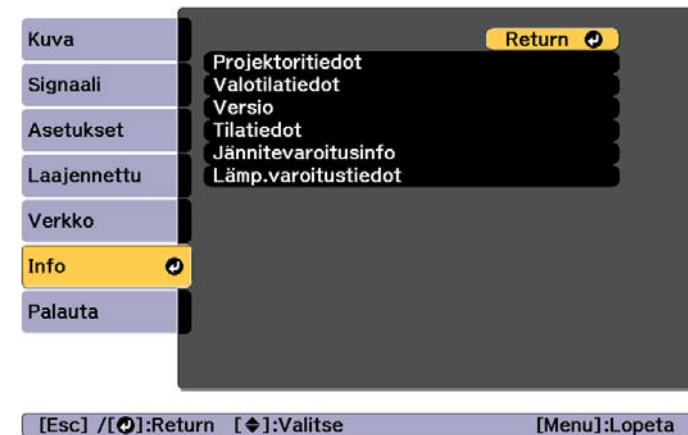 Kuva
Signaali
Asetukset
Laajennettu
Verkko
Info
Palauta
Return
Projektoritiedot
Valotilatiedot
Versio
Tilatiedot
Jännitevaroitusinfo
Lämp.varoitustiedot
[Esc] /[⏎]:Return [◆]:Valitse [Menu]:Lopeta